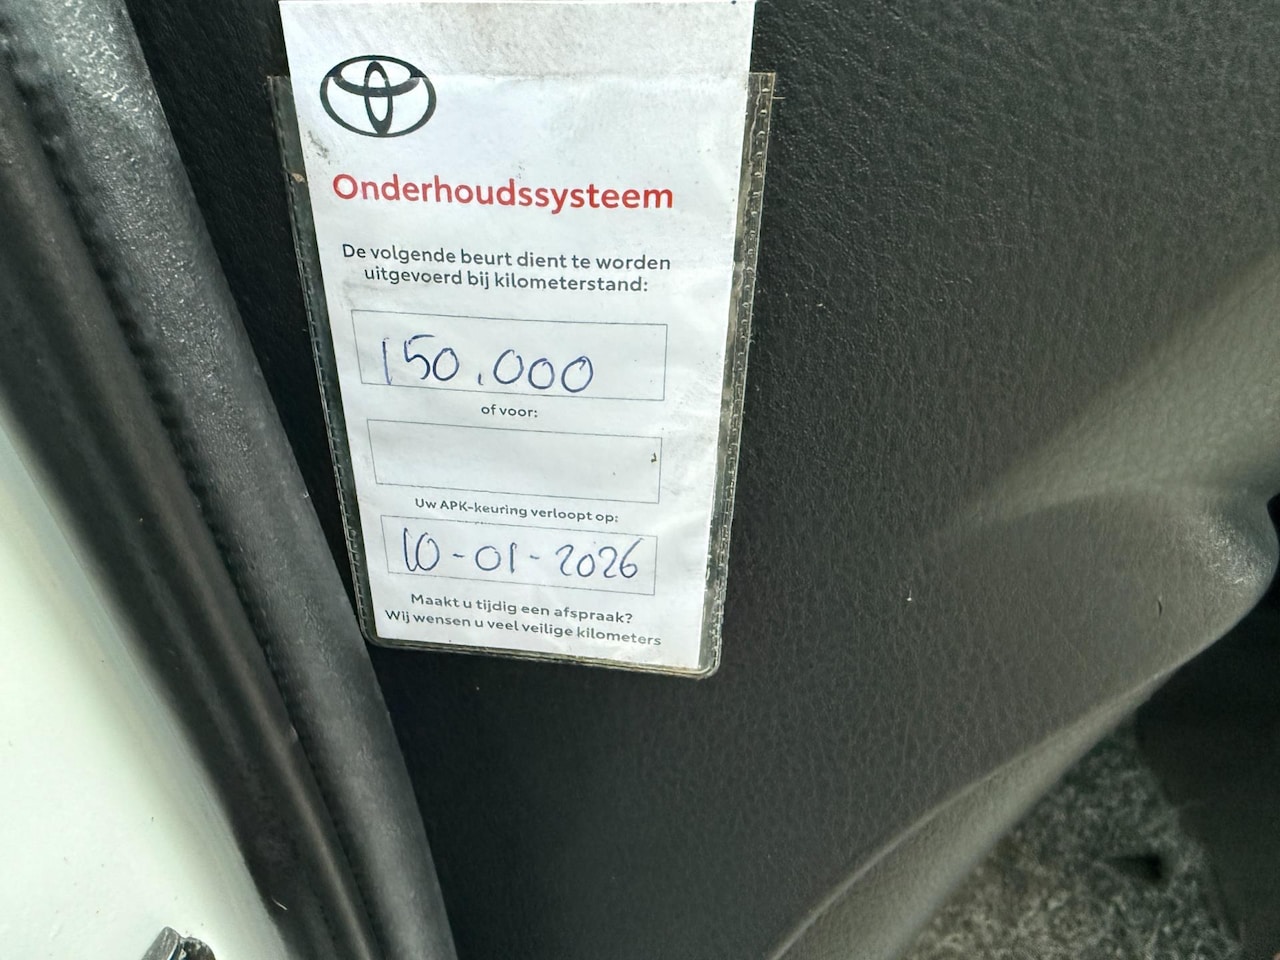 Onderhoudssysteem
De volgende beurt dient te worden
uitgevoerd bij kilometerstand:
150.000
of voor:
Uw APK-keuring verloopt op:
10-01-2026
Maakt u tijdig een afspraak?
Wij wensen u veel veilige kilometers